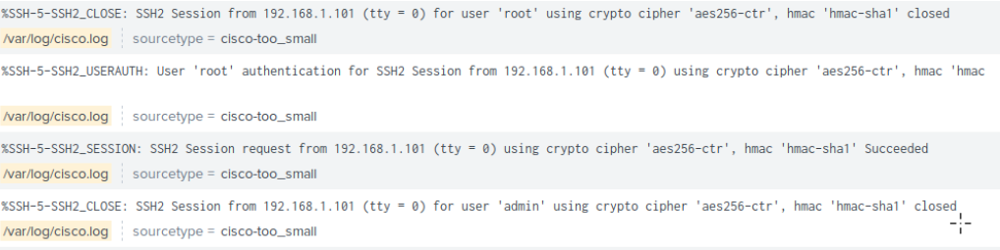 %SSH-5-SSH2_CLOSE: SSH2 Session from 192.168.1.101 (tty = 0) for user 'root' using crypto cipher 'aes256-ctr', hmac 'hmac-sha1' closed
/var/log/cisco.log sourcetype = cisco-too_small
%SSH-5-SSH2_USERAUTH: User 'root' authentication for SSH2 Session from 192.168.1.101 (tty = 0) using crypto cipher 'aes256-ctr', hmac 'hmac
/var/log/cisco.log sourcetype = cisco-too_small
%SSH-5-SSH2_SESSION: SSH2 Session request from 192.168.1.101 (tty = 0) using crypto cipher 'aes256-ctr', hmac 'hmac-sha1' Succeeded
/var/log/cisco.log sourcetype = cisco-too_small
%SSH-5-SSH2_CLOSE: SSH2 Session from 192.168.1.101 (tty = 0) for user 'admin' using crypto cipher 'aes256-ctr', hmac 'hmac-sha1' closed
/var/log/cisco.log sourcetype = cisco-too_small